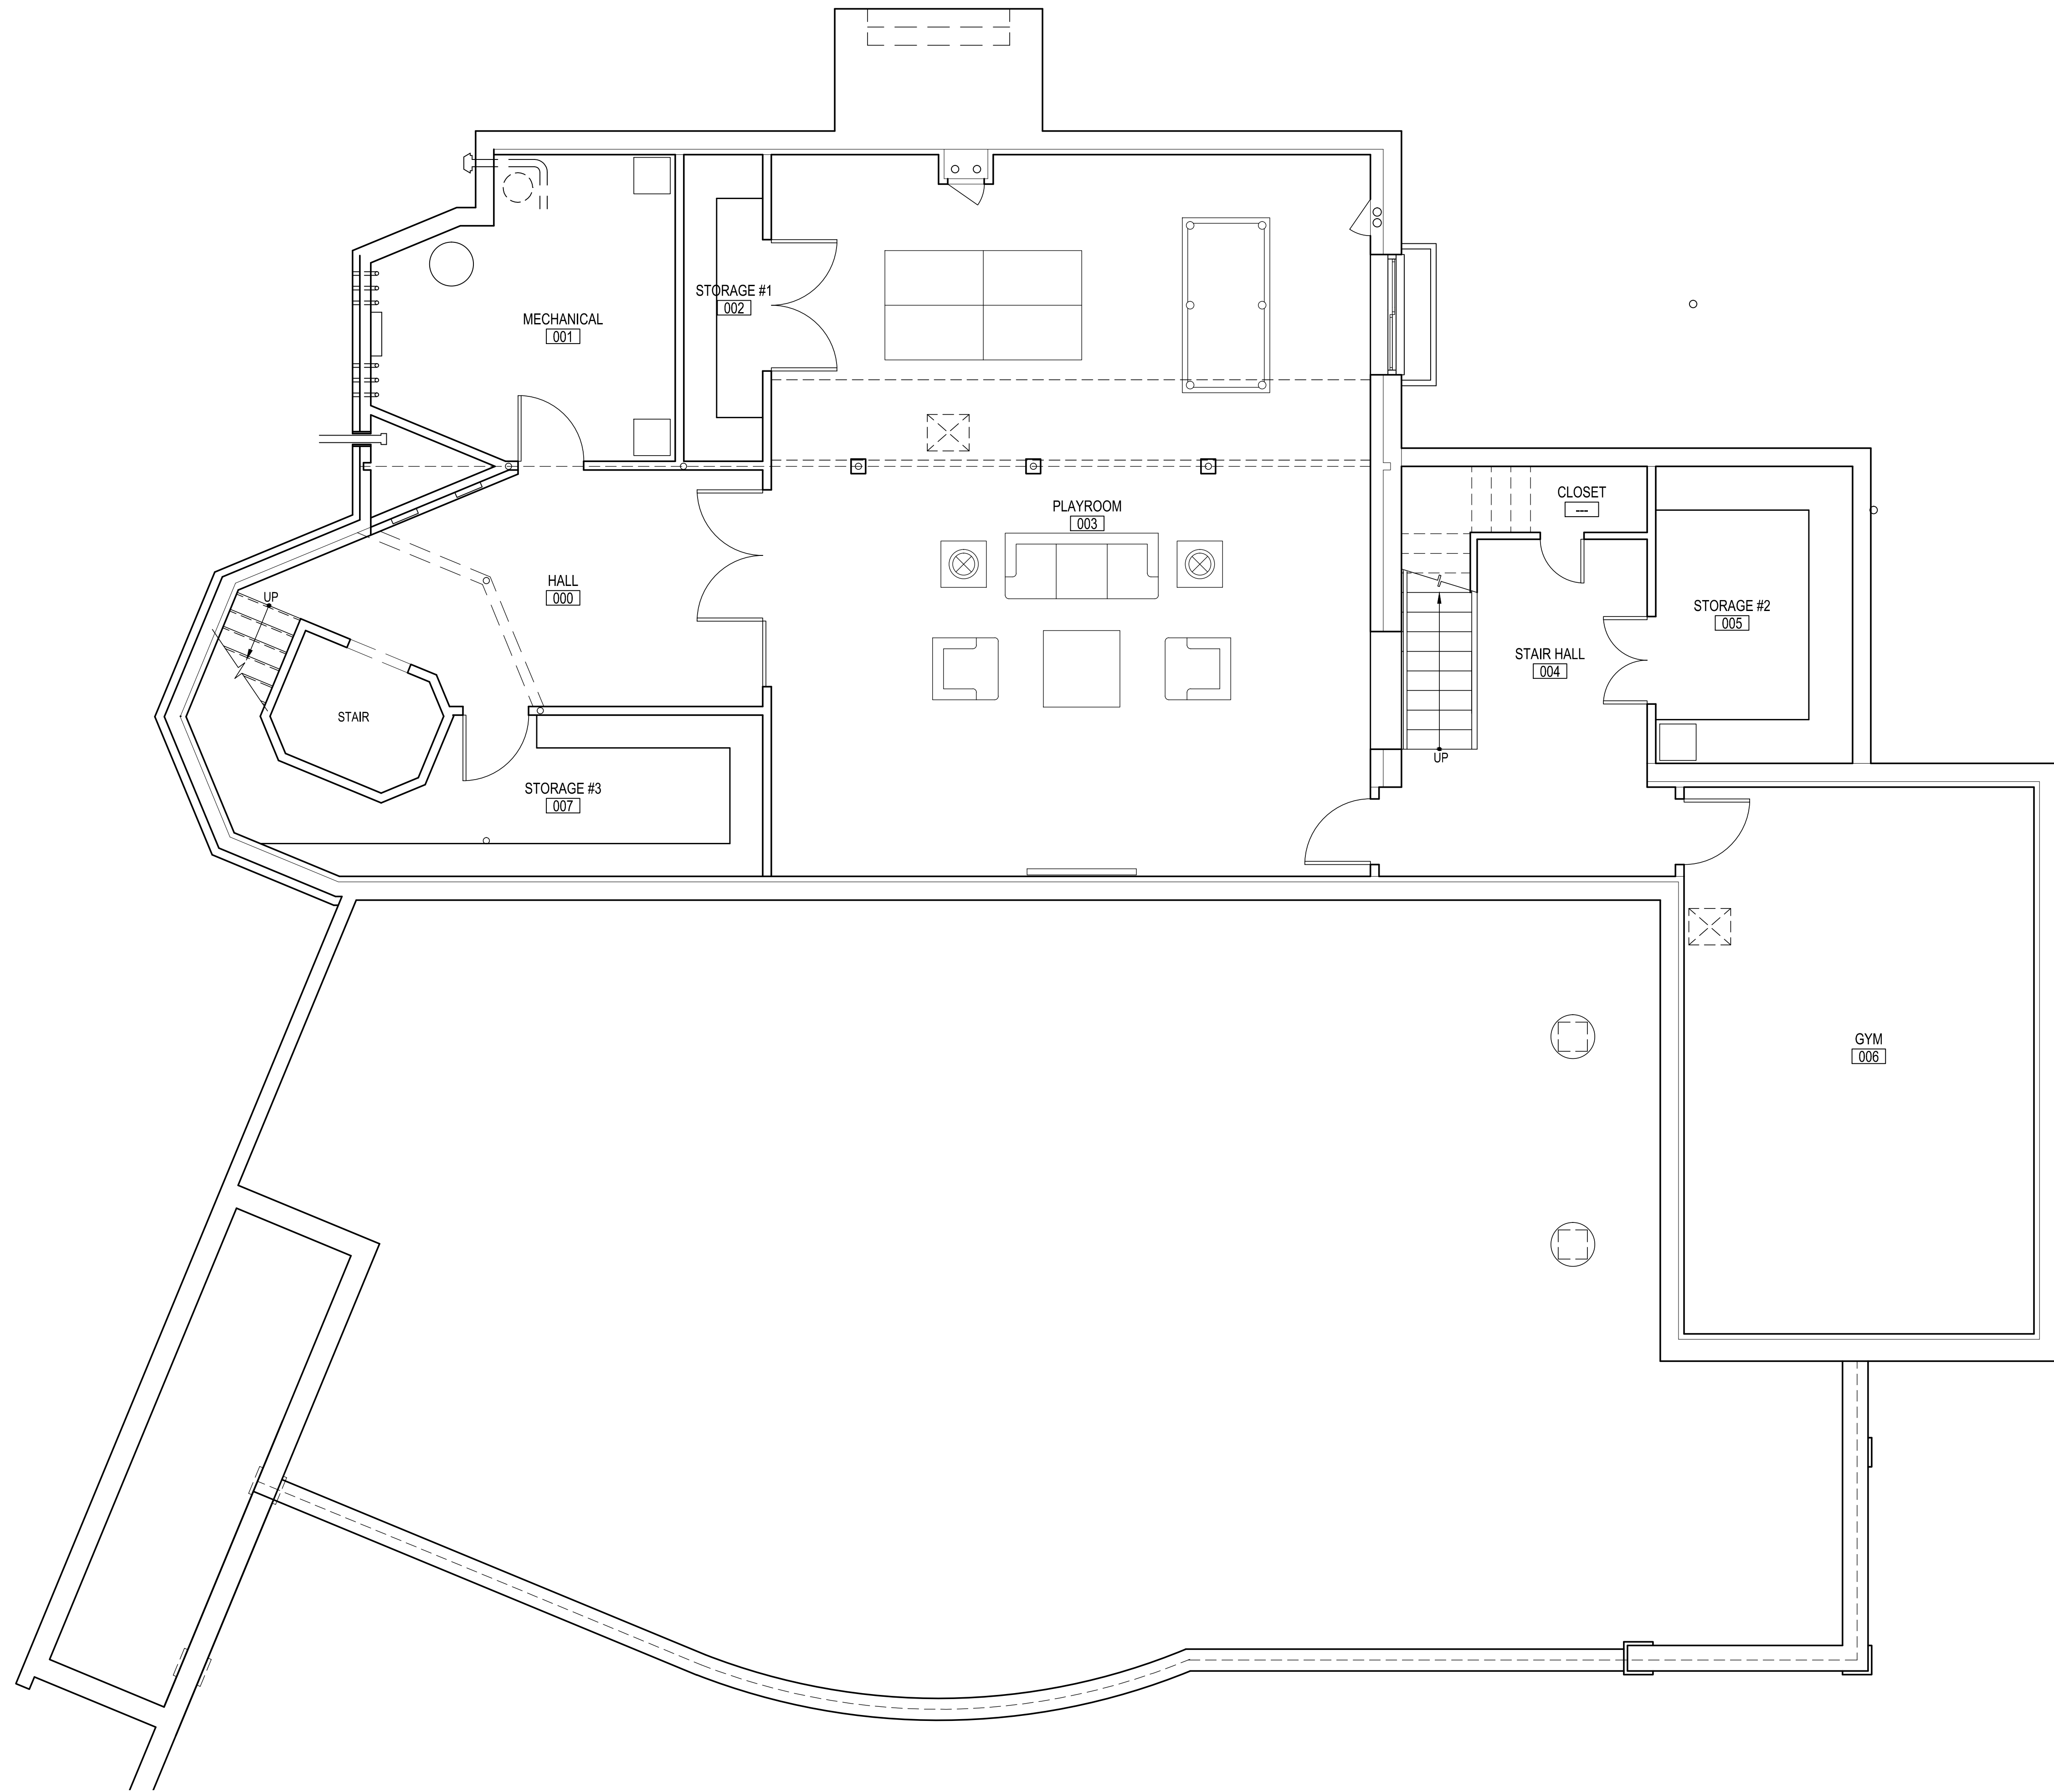 STORAGE #1
002
MECHANICAL
001
CLOSET
---
PLAYROOM
003
HALL
000
UP
STORAGE #2
005
STAIR HALL
004
STAIR
UP
STORAGE #3
007
GYM
006